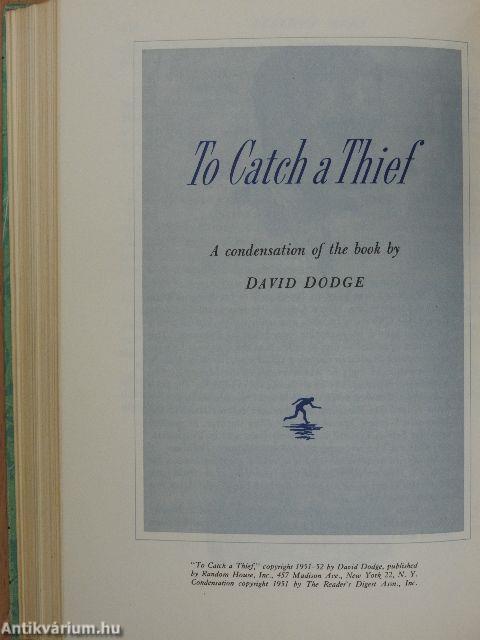 To Catch a Thief
A condensation of the book by
DAVID DODGE
"To Catch a Thief," copyright 1951-52 by David Dodge, published
by Random House, Inc., 457 Madison Ave., New York 22, N. Y.
Condensation copyright 1951 by The Reader's Digest Assn., Inc.
Antikvárium.hu